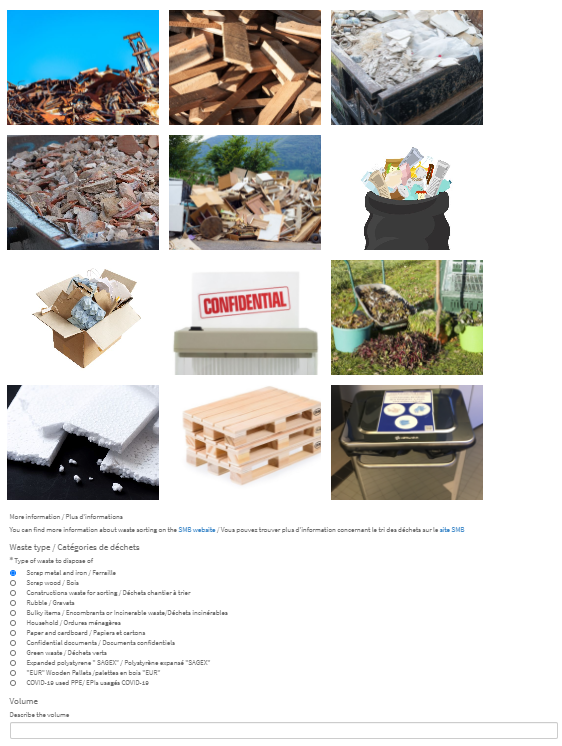 CONFIDENTIAL
More information / Plus d'informations
You can find more information about waste sorting on the SMB website / Vous pouvez trouver plus d'information concernant le tri des déchets sur le site SMB
Waste type / Catégories de déchets
* Type of waste to dispose of
Scrap metal and iron / Ferraille
Scrap wood / Bois
Constructions waste for sorting / Déchets chantier à trier
Rubble / Gravats
Bulky items / Encombrants or incinerable waste/Déchets incinérables
Household / Ordures ménagères
Paper and cardboard / Papiers et cartons
Confidential documents / Documents confidentiels
Green waste / Déchets verts
Expanded polystyrene " SAGEX" / Polystyrène expansé "SAGEX"
"EUR" Wooden Pallets /palettes en bois "EUR"
COVID-19 used PPE/ EPIs usagés COVID-19
Volume
Describe the volume